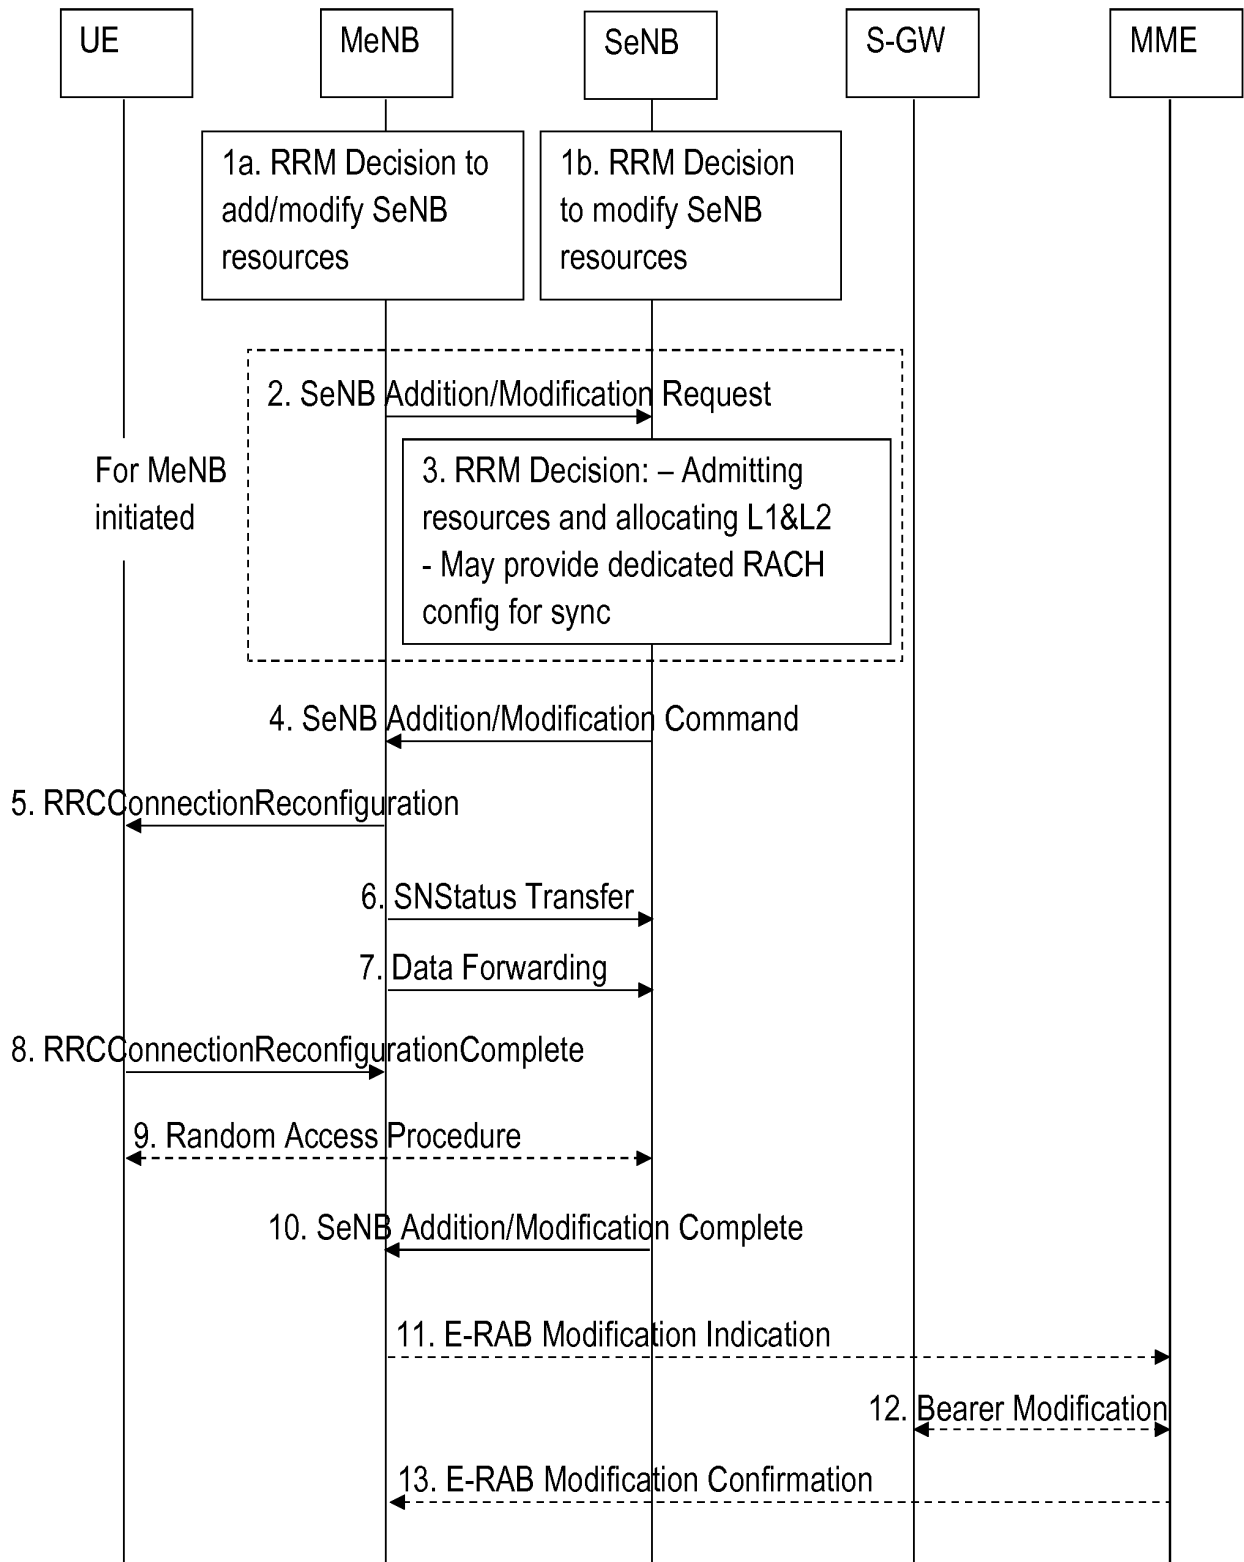 UE
MeNB
SeNB
S-GW
MME
1a. RRM Decision to
add/modify SeNB
resources
1b. RRM Decision
to modify SeNB
resources
2. SeNB Addition/Modification Request
For MeNB
initiated
3. RRM Decision: – Admitting
resources and allocating L1&L2
- May provide dedicated RACH
config for sync
4. SeNB Addition/Modification Command
5. RRCConnectionReconfiguration
6. SNStatus Transfer
7. Data Forwarding
8. RRCConnectionReconfigurationComplete
9. Random Access Procedure
10. SeNB Addition/Modification Complete
11. E-RAB Modification Indication
12. Bearer Modification
13. E-RAB Modification Confirmation